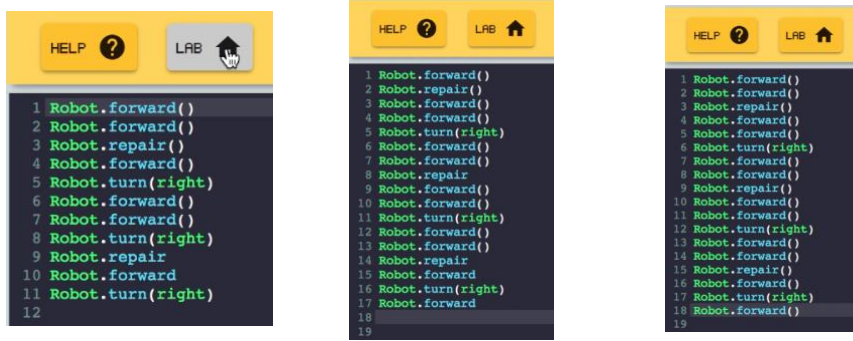 HELP ? LAB
1 Robot.forward()
2 Robot.forward()
3 Robot.repair()
4 Robot.forward()
5 Robot.turn(right)
6 Robot.forward()
7 Robot.forward()
8 Robot.turn(right)
9 Robot.repair
10 Robot.forward
11 Robot.turn(right)
12
HELP ? LAB
1 Robot.forward()
2 Robot.repair()
3 Robot.forward()
4 Robot.forward()
5 Robot.turn(right)
6 Robot.forward()
7 Robot.forward()
8 Robot.repair
9 Robot.forward()
10 Robot.forward()
11 Robot.turn(right)
12 Robot.forward()
13 Robot.forward()
14 Robot.repair
15 Robot.forward
16 Robot.turn(right)
17 Robot.forward
18
19
HELP ? LAB
1 Robot.forward()
2 Robot.forward()
3 Robot.repair()
4 Robot.forward()
5 Robot.forward()
6 Robot.turn(right)
7 Robot.forward()
8 Robot.forward()
9 Robot.repair()
10 Robot.forward()
11 Robot.forward()
12 Robot.turn(right)
13 Robot.forward()
14 Robot.forward()
15 Robot.repair()
16 Robot.forward()
17 Robot.turn(right)
18 Robot.forward()
19